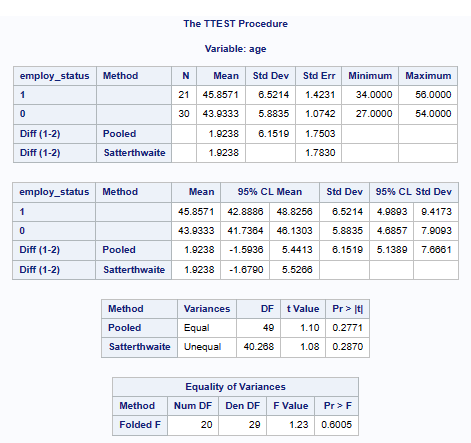 The TTEST Procedure
Variable: age
employ_status Method N Mean Std Dev Std Err Minimum Maximum
1 21 45.8571 6.5214 1.4231 34.0000 56.0000
0 30 43.9333 5.8835 1.0742 27.0000 54.0000
Diff (1-2) Pooled 1.9238 6.1519 1.7503
Diff (1-2) Satterthwaite 1.9238 1.7830
employ_status Method Mean 95% CL Mean Std Dev 95% CL Std Dev
1 45.8571 42.8886 48.8256 6.5214 4.9893 9.4173
0 43.9333 41.7364 46.1303 5.8835 4.6857 7.9093
Diff (1-2) Pooled 1.9238 -1.5936 5.4413 6.1519 5.1389 7.6661
Diff (1-2) Satterthwaite 1.9238 -1.6790 5.5266
Method Variances DF t Value Pr > |t|
Pooled Equal 49 1.10 0.2771
Satterthwaite Unequal 40.268 1.08 0.2870
Equality of Variances
Method Num DF Den DF F Value Pr > F
Folded F 20 29 1.23 0.6005